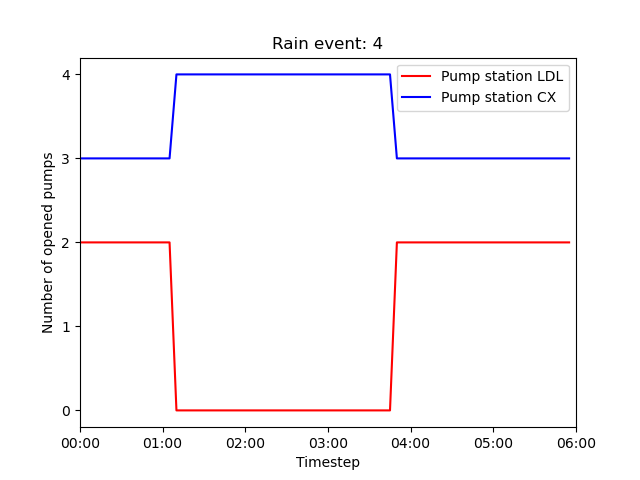 Rain event: 4
Pump station LDL
Pump station CX
Number of opened pumps
4
3
2
1
0
00:00 01:00 02:00 03:00 04:00 05:00 06:00
Timestep